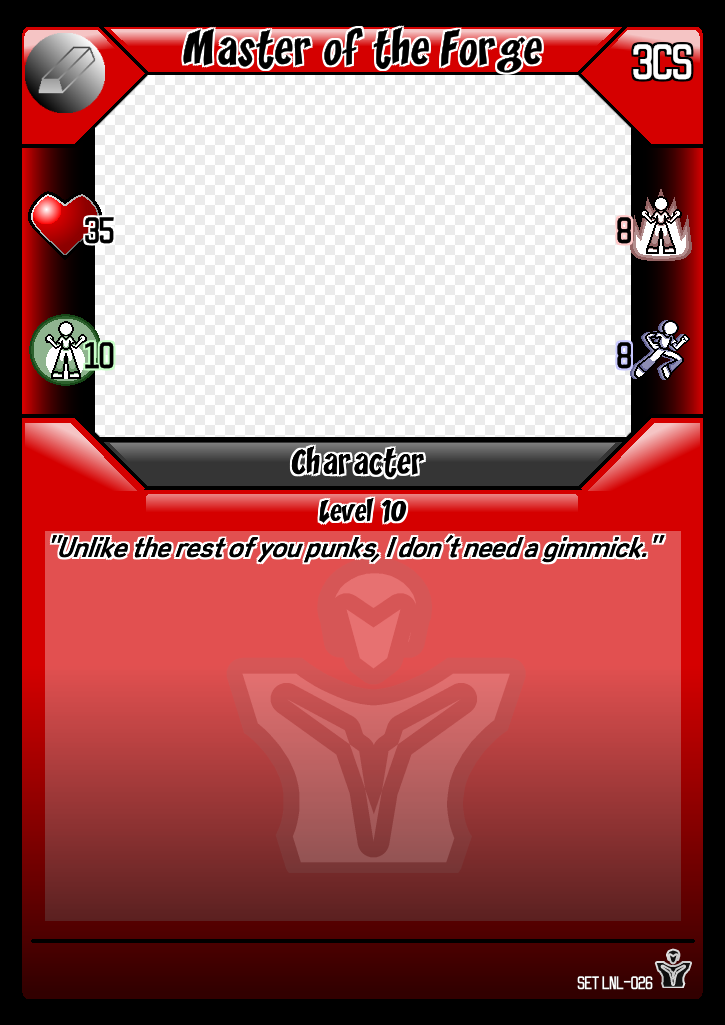 Master of the Forge
3CS
35
8
10
8
Character
Level 10
"Unlike the rest of you punks, I don't need a gimmick."
SET LNL-026